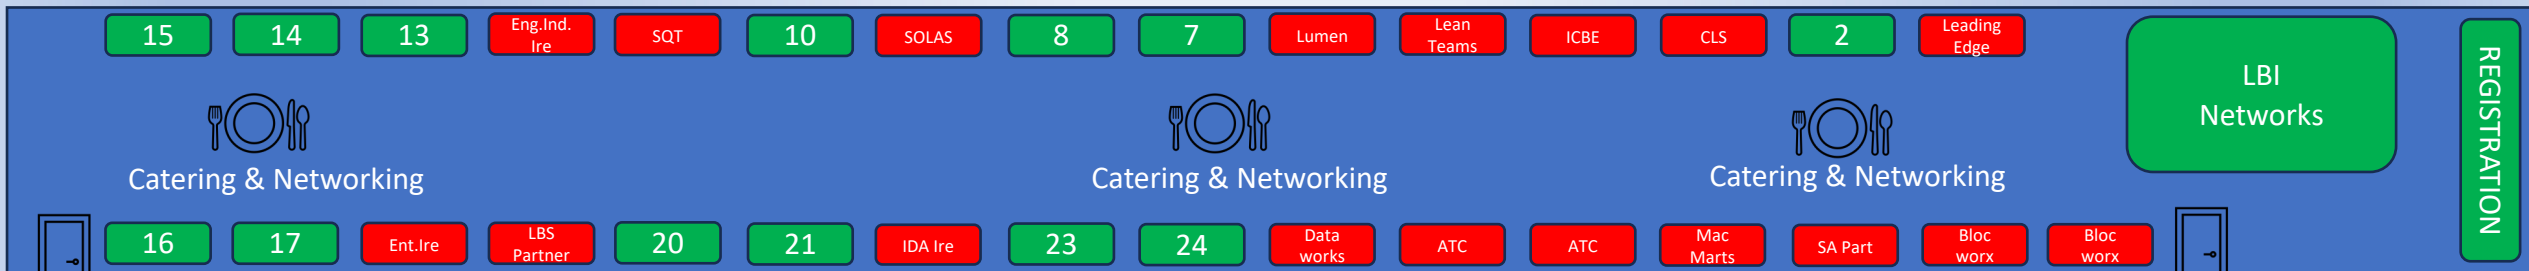 15
14
13
Eng.Ind.
Ire
SQT
10
SOLAS
8
7
Lumen
Lean
Teams
ICBE
CLS
2
Leading
Edge
LBI
Networks
REGISTRATION
Catering & Networking
Catering & Networking
Catering & Networking
16
17
Ent.Ire
LBS
Partner
20
21
IDA Ire
23
24
Data
works
ATC
ATC
Mac
Marts
SA Part
Bloc
worx
Bloc
worx